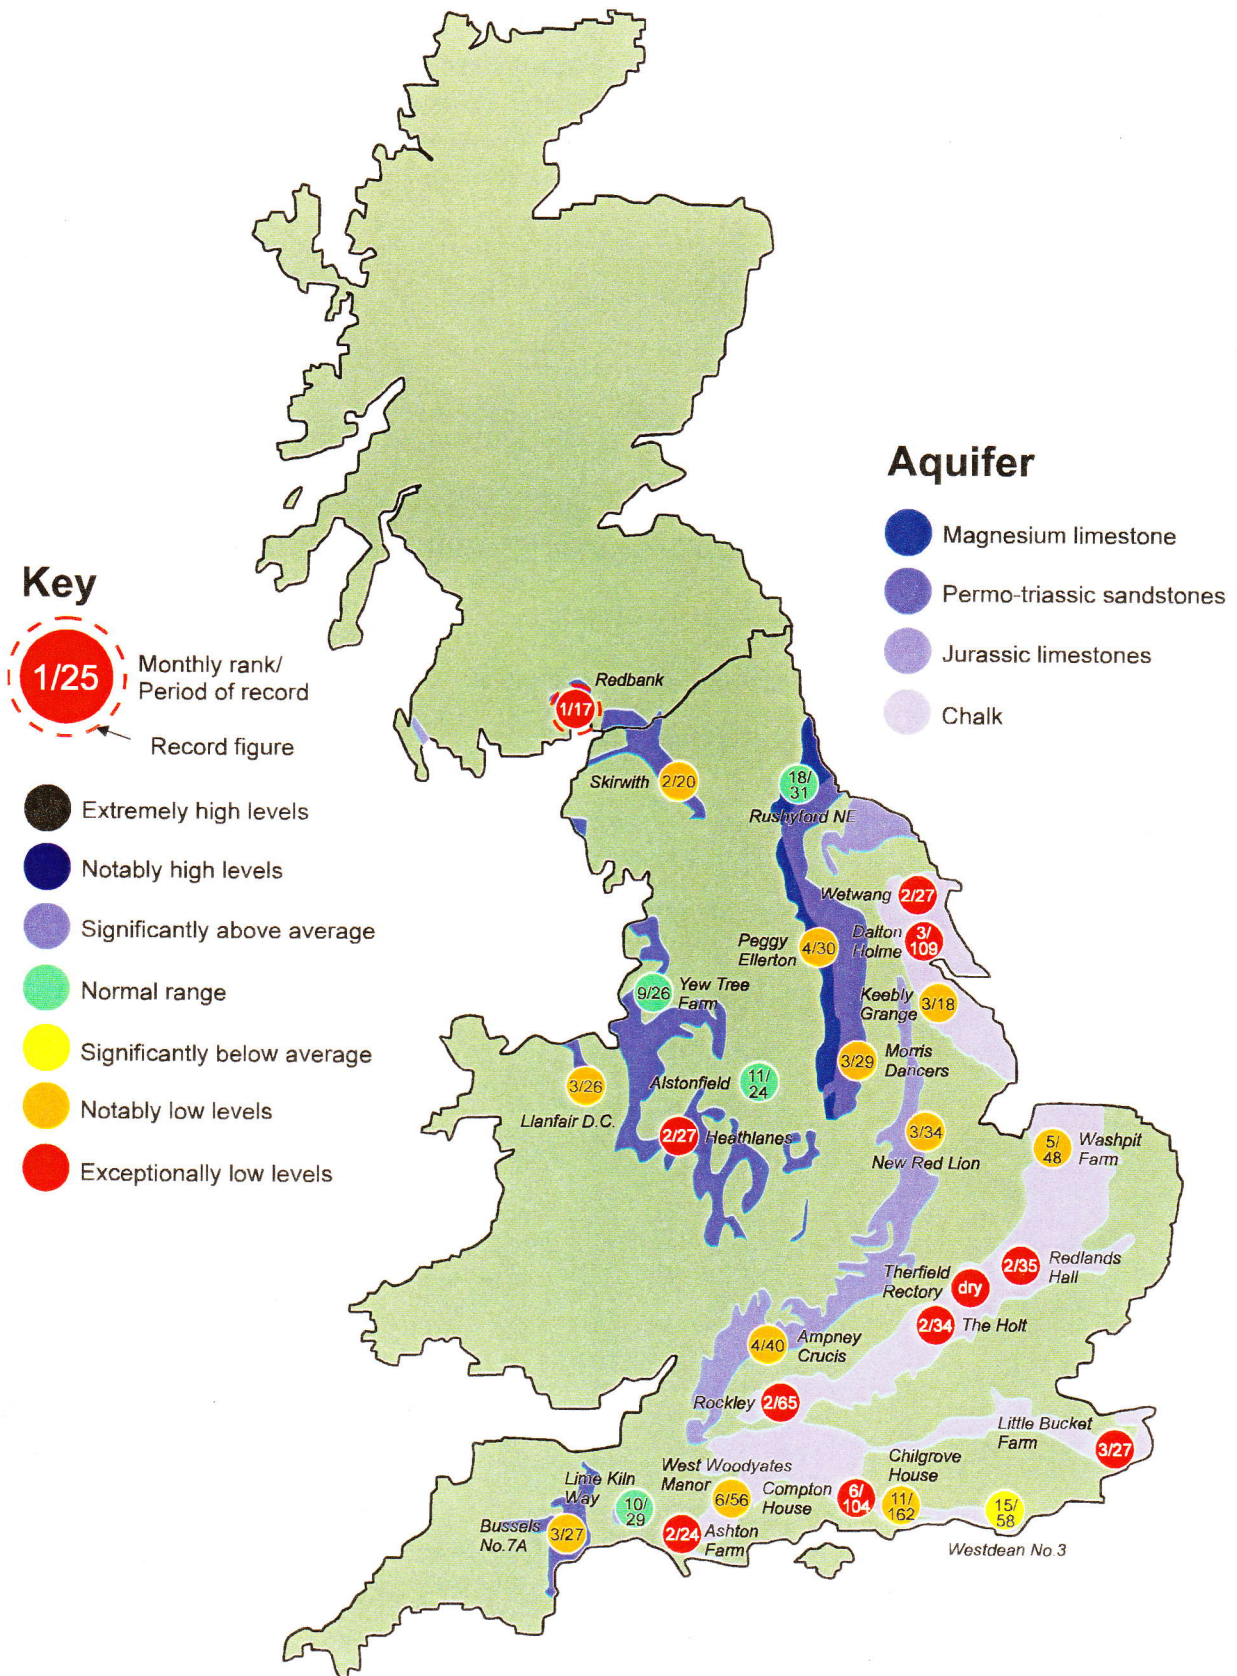 Aquifer
Magnesium limestone
Permo-triassic sandstones
Jurassic limestones
Chalk
Key
1/25
Monthly rank/
Period of record
Record figure
Extremely high levels
Notably high levels
Significantly above average
Normal range
Significantly below average
Notably low levels
Exceptionally low levels
Redbank
1/17
Skirwith
2/20
18/
31
Rushyford NE
Wetwang
2/27
Dalton
Holme
3/
109
Peggy
Ellerton
4/30
9/26
Yew Tree
Farm
Keebly
Grange
3/18
3/29
Morris
Dancers
3/26
Llanfair D.C.
Alstonfield
11/
24
2/27
Heathlanes
3/34
New Red Lion
5/
48
Washpit
Farm
2/35
Redlands
Hall
Therfield
Rectory
dry
2/34
The Holt
4/40
Ampney
Crucis
Rockley
2/65
Little Bucket
Farm
3/27
Chilgrove
House
11/
162
West Woodyates
Manor
6/56
Compton
House
6/
104
Lime Kiln
Way
10/
29
15/
58
Westdean No.3
Bussels
No.7A
3/27
2/24
Ashton
Farm